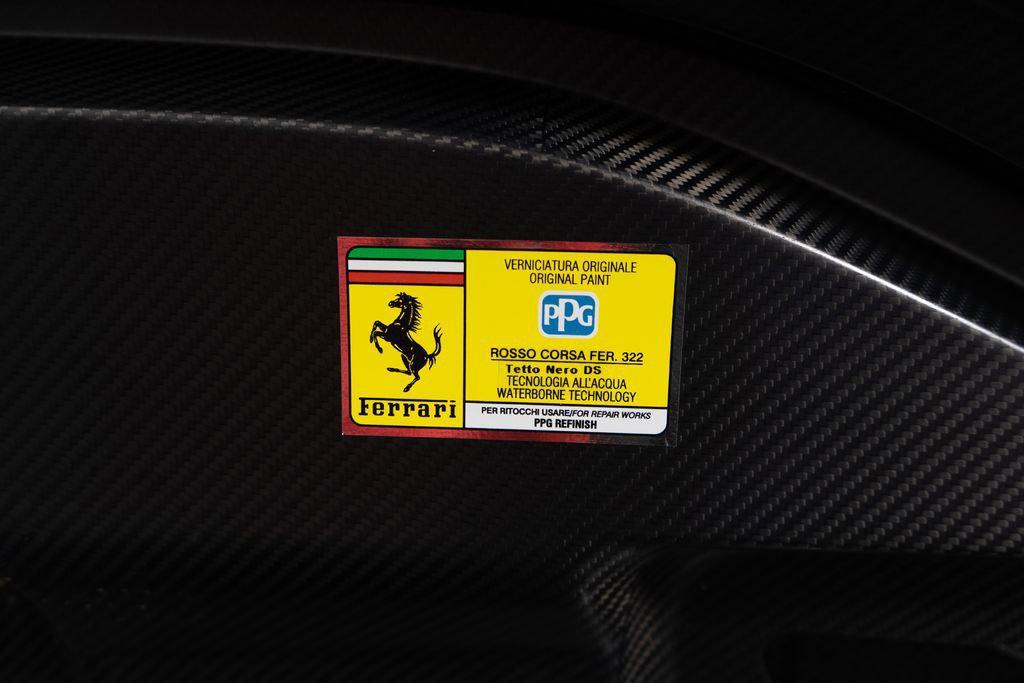 Ferrari
VERNICIATURA ORIGINALE
ORIGINAL PAINT
PPG
ROSSO CORSA FER. 322
Tetto Nero DS
TECNOLOGIA ALL'ACQUA
WATERBORNE TECHNOLOGY
PER RITOCCHI USARE/FOR REPAIR WORKS
PPG REFINISH